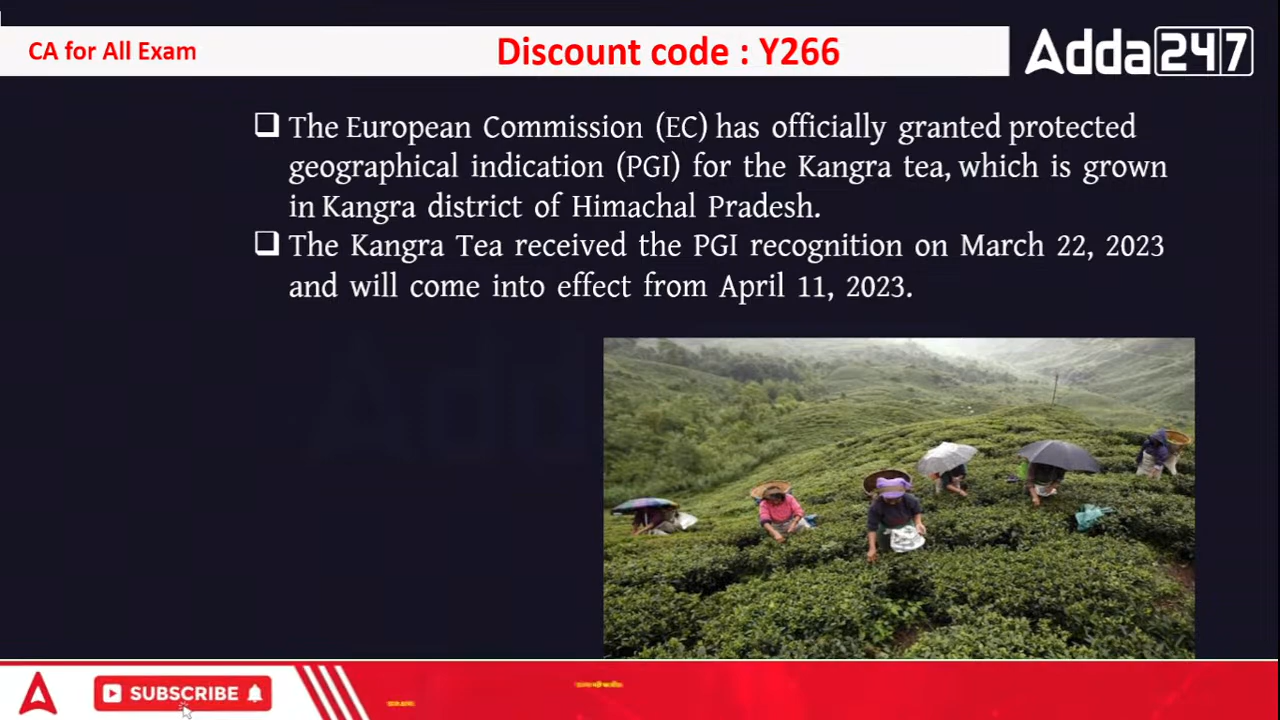 CA for All Exam
Discount code : Y266
Adda247
❑ The European Commission (EC) has officially granted protected
geographical indication (PGI) for the Kangra tea, which is grown
in Kangra district of Himachal Pradesh.
❑ The Kangra Tea received the PGI recognition on March 22, 2023
and will come into effect from April 11, 2023.
SUBSCRIBE